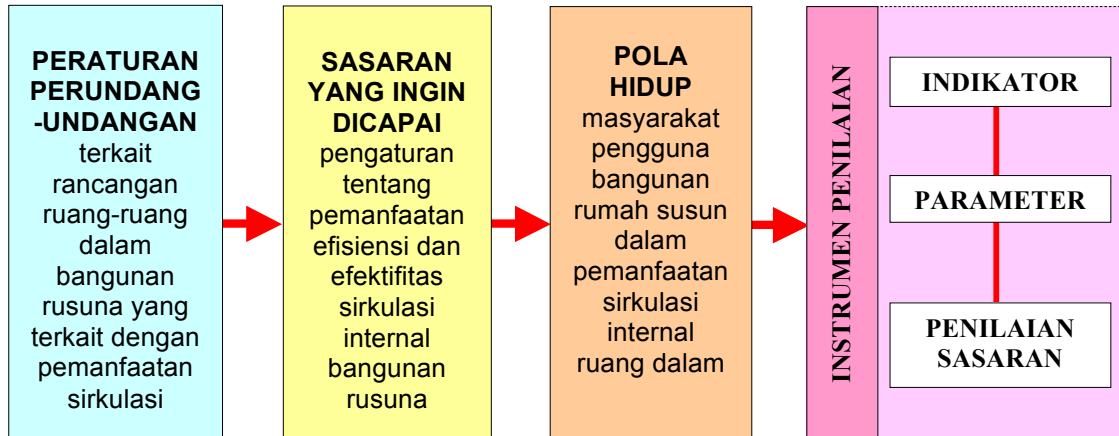 PERATURAN
PERUNDANG
-UNDANGAN
terkait
rancangan
ruang-ruang
dalam
bangunan
rusuna yang
terkait dengan
pemanfaatan
sirkulasi
SASARAN
YANG INGIN
DICAPAI
pengaturan
tentang
pemanfaatan
efisiensi dan
efektifitas
sirkulasi
internal
bangunan
rusuna
POLA
HIDUP
masyarakat
pengguna
bangunan
rumah susun
dalam
pemanfaatan
sirkulasi
internal
ruang dalam
INSTRUMEN PENILAIAN
INDIKATOR
PARAMETER
PENILAIAN
SASARAN